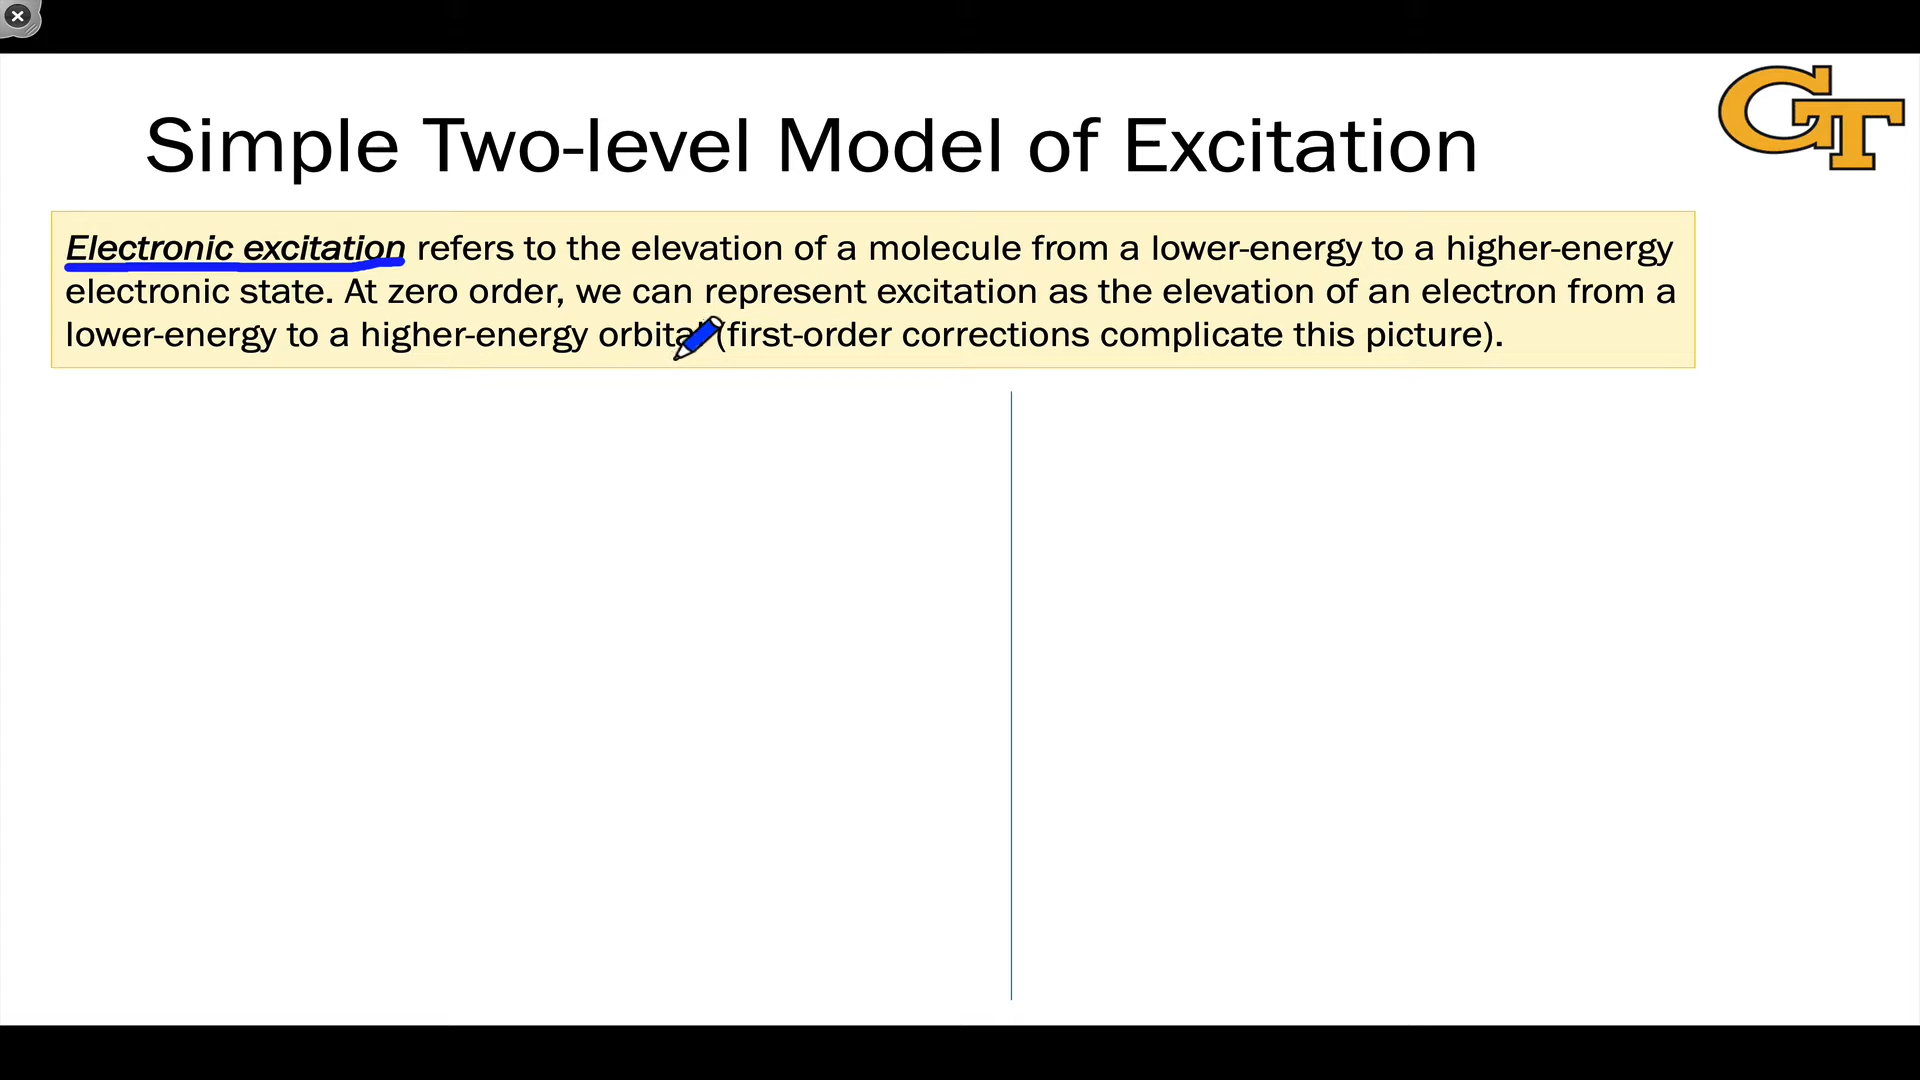 GT
Simple Two-level Model of Excitation
Electronic excitation refers to the elevation of a molecule from a lower-energy to a higher-energy
electronic state. At zero order, we can represent excitation as the elevation of an electron from a
lower-energy to a higher-energy orbital (first-order corrections complicate this picture).